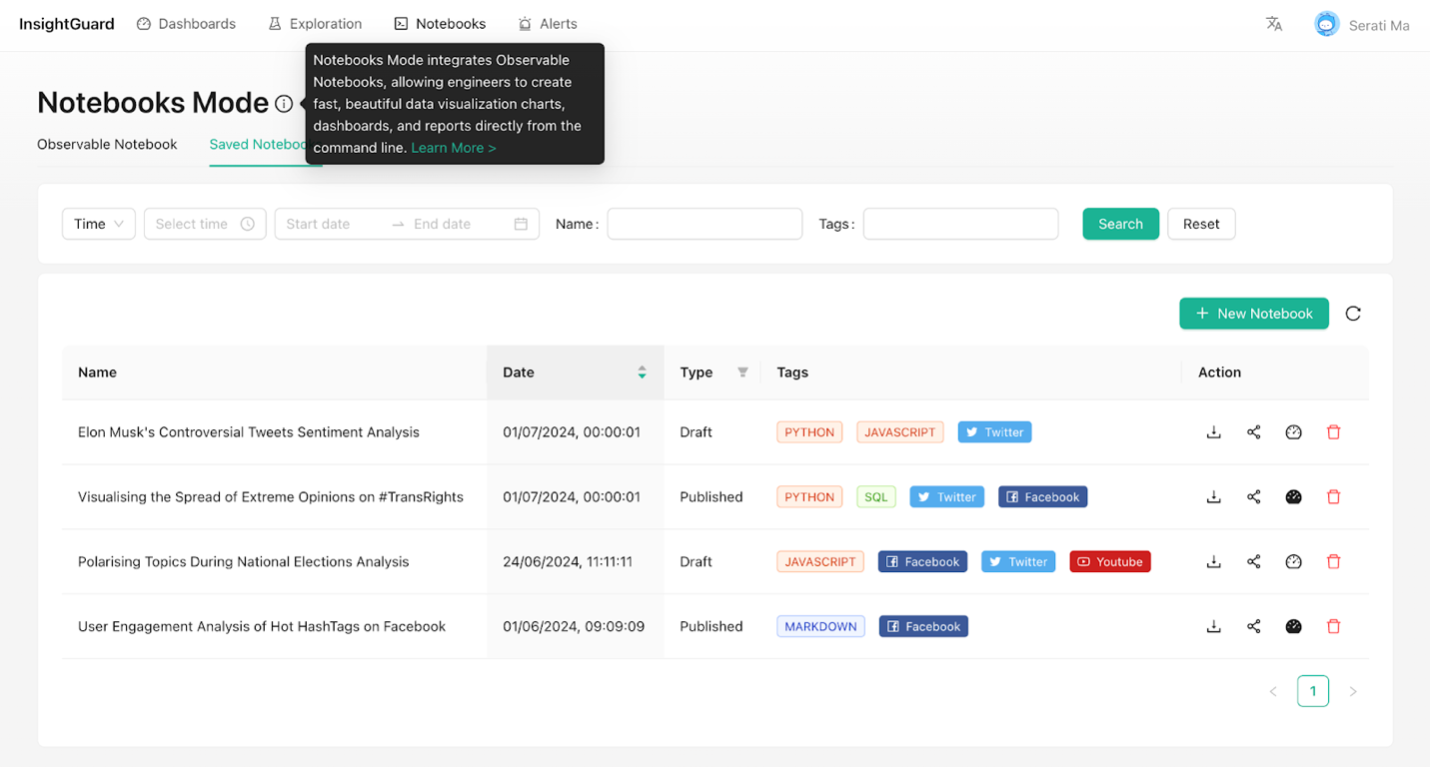 InsightGuard Dashboards Exploration Notebooks Alerts Serati Ma
Notebooks Mode
Notebooks Mode integrates Observable
Notebooks, allowing engineers to create
fast, beautiful data visualization charts,
dashboards, and reports directly from the
command line. Learn More >
Observable Notebook Saved
Time Select time Start date End date Name : Tags : Search Reset
+ New Notebook
Name Date Type Tags Action
Elon Musk's Controversial Tweets Sentiment Analysis 01/07/2024, 00:00:01 Draft PYTHON JAVASCRIPT Twitter
Visualising the Spread of Extreme Opinions on #TransRights 01/07/2024, 00:00:01 Published PYTHON SQL Twitter Facebook
Polarising Topics During National Elections Analysis 24/06/2024, 11:11:11 Draft JAVASCRIPT Facebook Twitter Youtube
User Engagement Analysis of Hot HashTags on Facebook 01/06/2024, 09:09:09 Published MARKDOWN Facebook
< 1 >